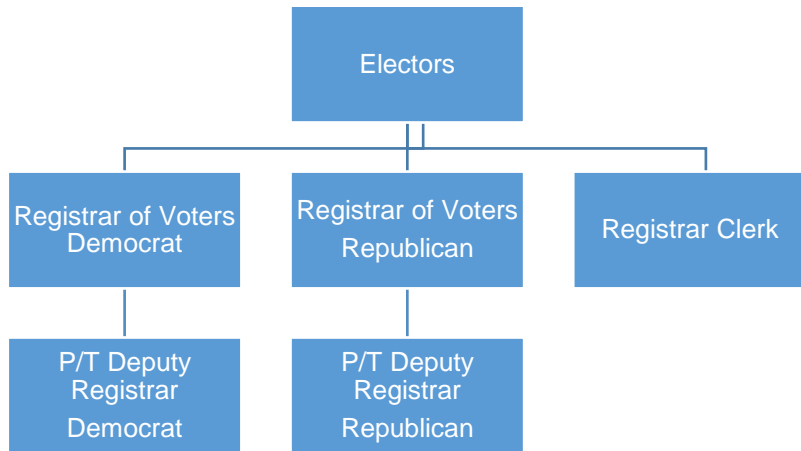 Electors
Registrar of Voters
Democrat
Registrar of Voters
Republican
Registrar Clerk
P/T Deputy
Registrar
Democrat
P/T Deputy
Registrar
Republican